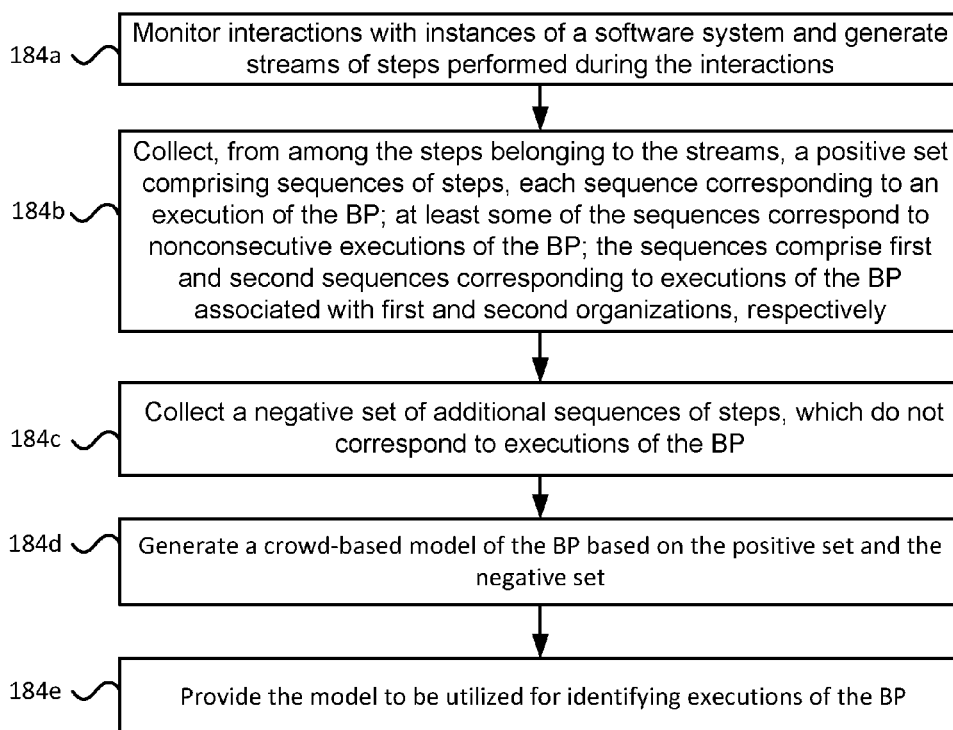 184a
Monitor interactions with instances of a software system and generate
streams of steps performed during the interactions
184b
Collect, from among the steps belonging to the streams, a positive set
comprising sequences of steps, each sequence corresponding to an
execution of the BP; at least some of the sequences correspond to
nonconsecutive executions of the BP; the sequences comprise first
and second sequences corresponding to executions of the BP
associated with first and second organizations, respectively
184c
Collect a negative set of additional sequences of steps, which do not
correspond to executions of the BP
184d
Generate a crowd-based model of the BP based on the positive set and the
negative set
184e
Provide the model to be utilized for identifying executions of the BP